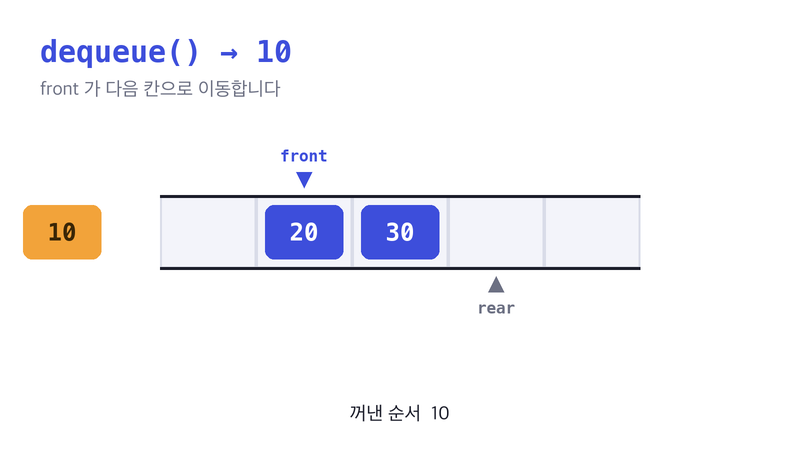 dequeue() → 10
front 가 다음 칸으로 이동합니다
front
10
20
30
rear
꺼낸 순서 10